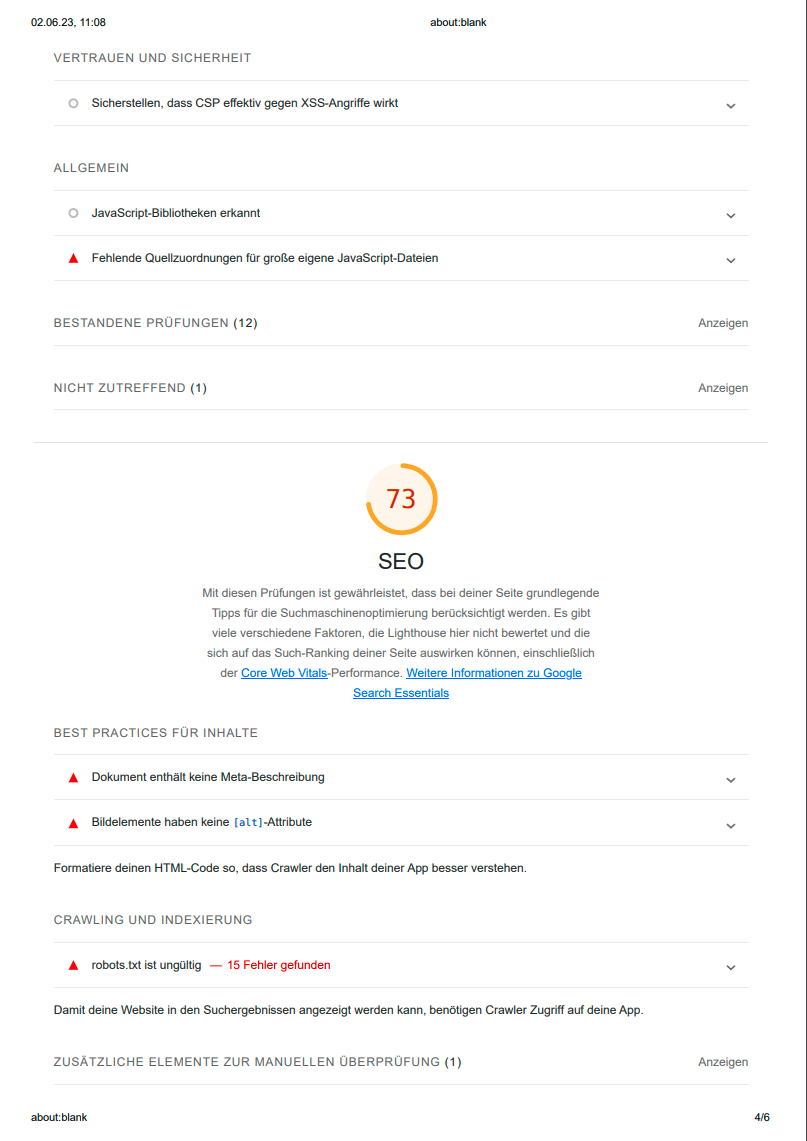 02.06.23, 11:08 about:blank
VERTRAUEN UND SICHERHEIT
Sicherstellen, dass CSP effektiv gegen XSS-Angriffe wirkt
ALLGEMEIN
JavaScript-Bibliotheken erkannt
Fehlende Quellzuordnungen für große eigene JavaScript-Dateien
BESTANDENE PRÜFUNGEN (12) Anzeigen
NICHT ZUTREFFEND (1) Anzeigen
73
SEO
Mit diesen Prüfungen ist gewährleistet, dass bei deiner Seite grundlegende
Tipps für die Suchmaschinenoptimierung berücksichtigt werden. Es gibt
viele verschiedene Faktoren, die Lighthouse hier nicht bewertet und die
sich auf das Such-Ranking deiner Seite auswirken können, einschließlich
der Core Web Vitals-Performance. Weitere Informationen zu Google
Search Essentials
BEST PRACTICES FÜR INHALTE
Dokument enthält keine Meta-Beschreibung
Bildelemente haben keine [alt]-Attribute
Formatiere deinen HTML-Code so, dass Crawler den Inhalt deiner App besser verstehen.
CRAWLING UND INDEXIERUNG
robots.txt ist ungültig — 15 Fehler gefunden
Damit deine Website in den Suchergebnissen angezeigt werden kann, benötigen Crawler Zugriff auf deine App.
ZUSÄTZLICHE ELEMENTE ZUR MANUELLEN ÜBERPRÜFUNG (1) Anzeigen
about:blank 4/6